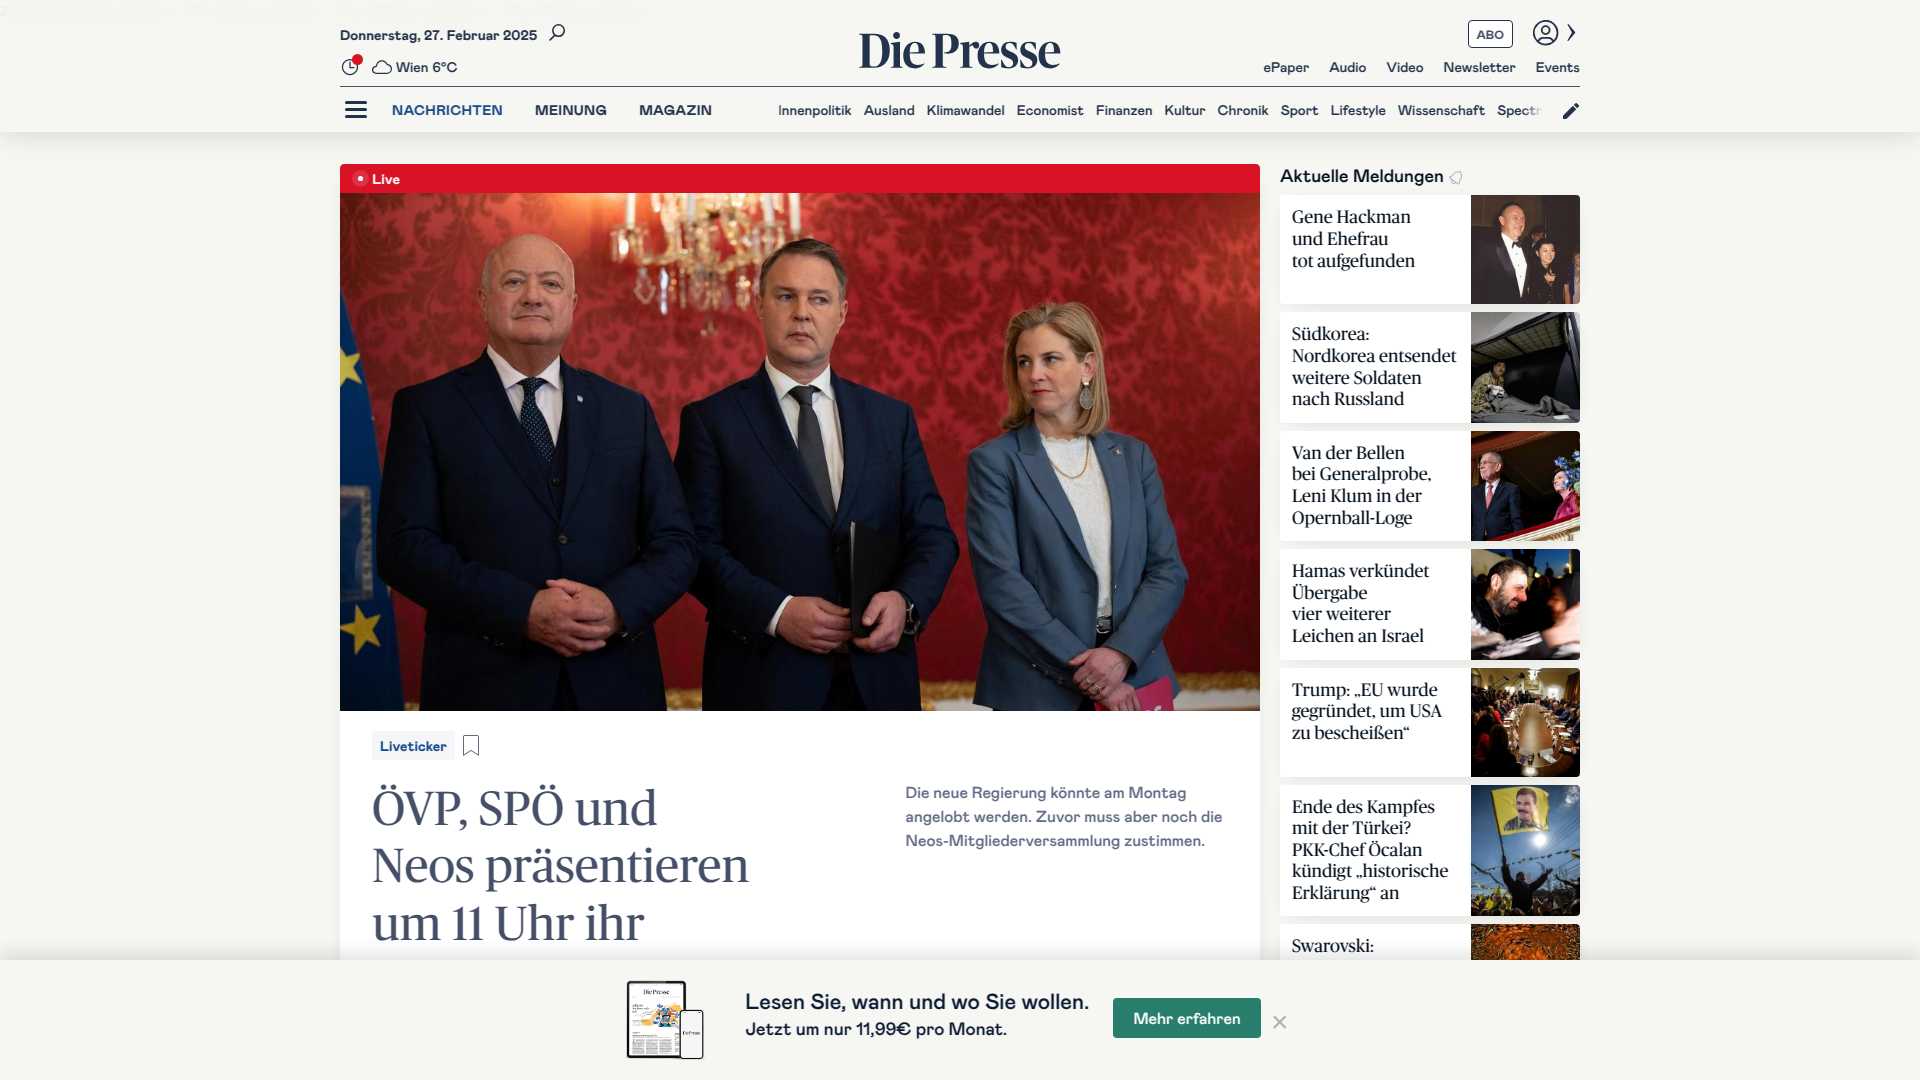 Donnerstag, 27. Februar 2025
Wien 6°C
Die Presse
ABO
ePaper Audio Video Newsletter Events
NACHRICHTEN MEINUNG MAGAZIN
Innenpolitik Ausland Klimawandel Economist Finanzen Kultur Chronik Sport Lifestyle Wissenschaft Spectr
Live
Liveticker
ÖVP, SPÖ und
Neos präsentieren
um 11 Uhr ihr
Die neue Regierung könnte am Montag
angelobt werden. Zuvor muss aber noch die
Neos-Mitgliederversammlung zustimmen.
Aktuelle Meldungen
Gene Hackman
und Ehefrau
tot aufgefunden
Südkorea:
Nordkorea entsendet
weitere Soldaten
nach Russland
Van der Bellen
bei Generalprobe,
Leni Klum in der
Opernball-Loge
Hamas verkündet
Übergabe
vier weiterer
Leichen an Israel
Trump: „EU wurde
gegründet, um USA
zu bescheißen“
Ende des Kampfes
mit der Türkei?
PKK-Chef Öcalan
kündigt „historische
Erklärung“ an
Swarovski:
Die Presse
Die Presse
Lesen Sie, wann und wo Sie wollen.
Jetzt um nur 11,99€ pro Monat.
Mehr erfahren